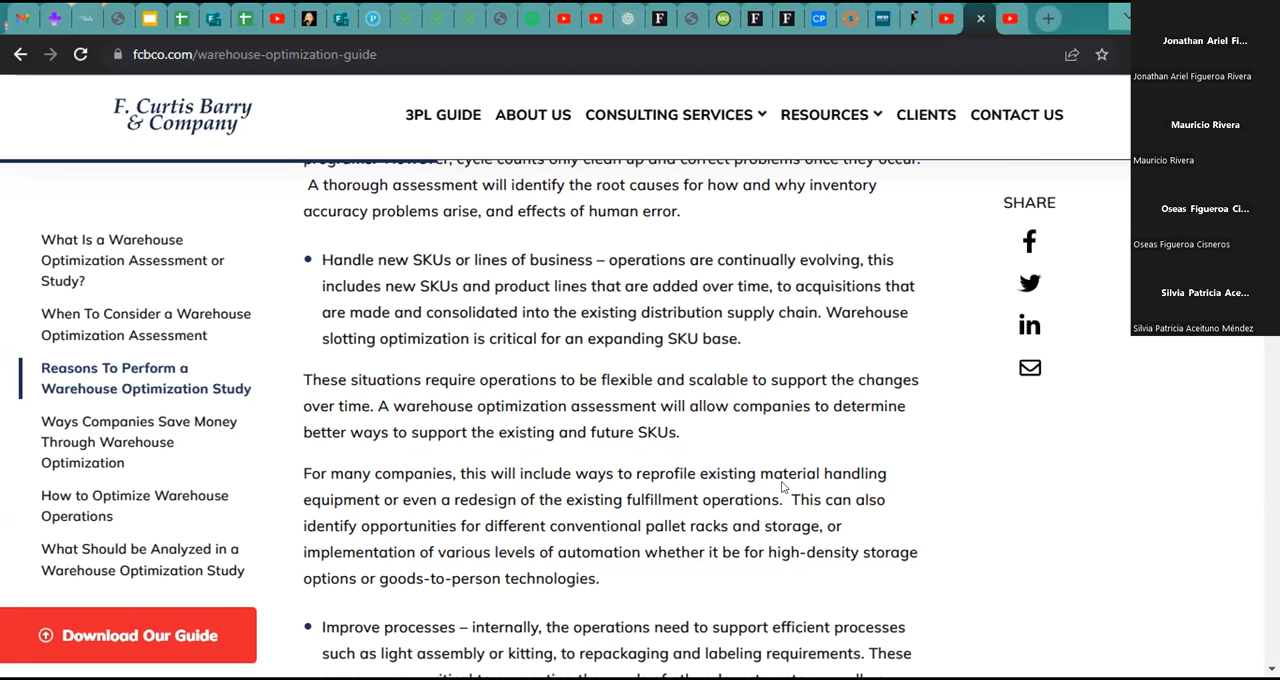 fcbco.com/warehouse-optimization-guide
F. Curtis Barry
& Company
3PL GUIDE
ABOUT US
CONSULTING SERVICES
RESOURCES
CLIENTS
CONTACT US
programs. However, cycle counts only clean up and correct problems once they occur.
A thorough assessment will identify the root causes for how and why inventory
accuracy problems arise, and effects of human error.
• Handle new SKUs or lines of business – operations are continually evolving, this
includes new SKUs and product lines that are added over time, to acquisitions that
are made and consolidated into the existing distribution supply chain. Warehouse
slotting optimization is critical for an expanding SKU base.
These situations require operations to be flexible and scalable to support the changes
over time. A warehouse optimization assessment will allow companies to determine
better ways to support the existing and future SKUs.
For many companies, this will include ways to reprofile existing material handling
equipment or even a redesign of the existing fulfillment operations. This can also
identify opportunities for different conventional pallet racks and storage, or
implementation of various levels of automation whether it be for high-density storage
options or goods-to-person technologies.
• Improve processes – internally, the operations need to support efficient processes
such as light assembly or kitting, to repackaging and labeling requirements. These
What Is a Warehouse
Optimization Assessment or
Study?
When To Consider a Warehouse
Optimization Assessment
Reasons To Perform a
Warehouse Optimization Study
Ways Companies Save Money
Through Warehouse
Optimization
How to Optimize Warehouse
Operations
What Should be Analyzed in a
Warehouse Optimization Study
Download Our Guide
SHARE
Jonathan Ariel Fi...
Jonathan Ariel Figueroa Rivera
Mauricio Rivera
Mauricio Rivera
Oseas Figueroa Ci...
Oseas Figueroa Cisneros
Silvia Patricia Ace...
Silvia Patricia Aceituno Méndez